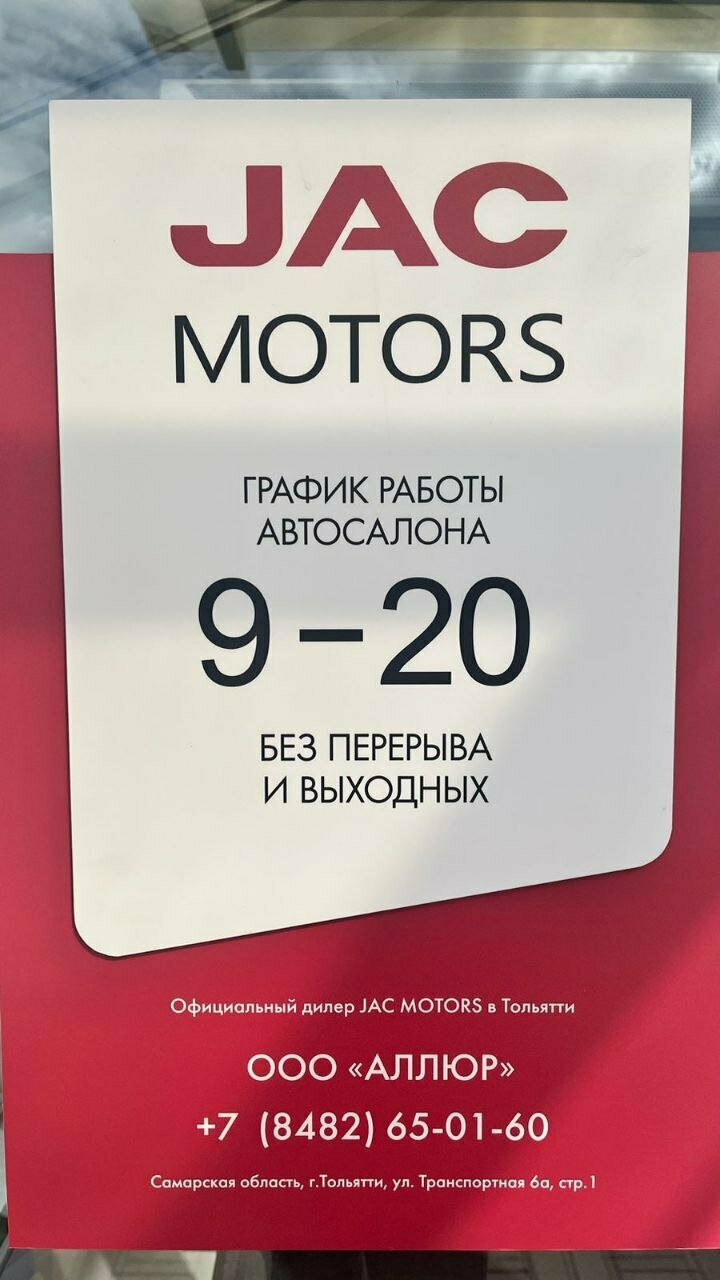 JAC
MOTORS
ГРАФИК РАБОТЫ
АВТОСАЛОНА
9-20
БЕЗ ПЕРЕРЫВА
И ВЫХОДНЫХ
Официальный дилер JAC MOTORS в Тольятти
ООО «АЛЛЮР»
+7 (8482) 65-01-60
Самарская область, г.Тольятти, ул. Транспортная 6а, стр.1